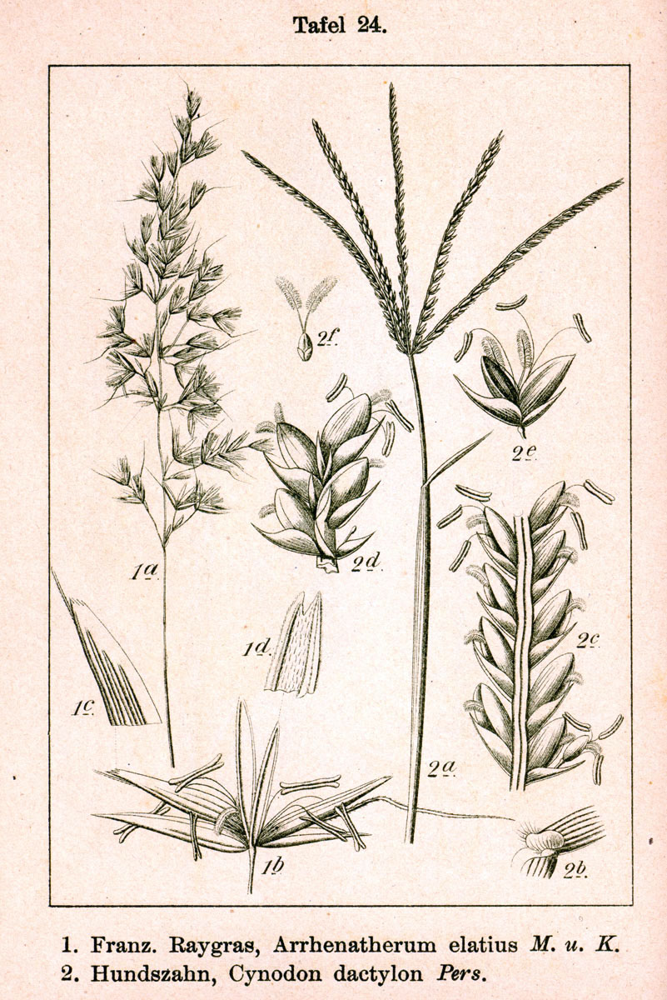 Tafel 24.
2f.
2e.
1a.
2d.
1d.
2c.
1c.
2a.
1b
2b.
1. Franz. Raygras, Arrhenatherum elatius M. u. K.
2. Hundszahn, Cynodon dactylon Pers.